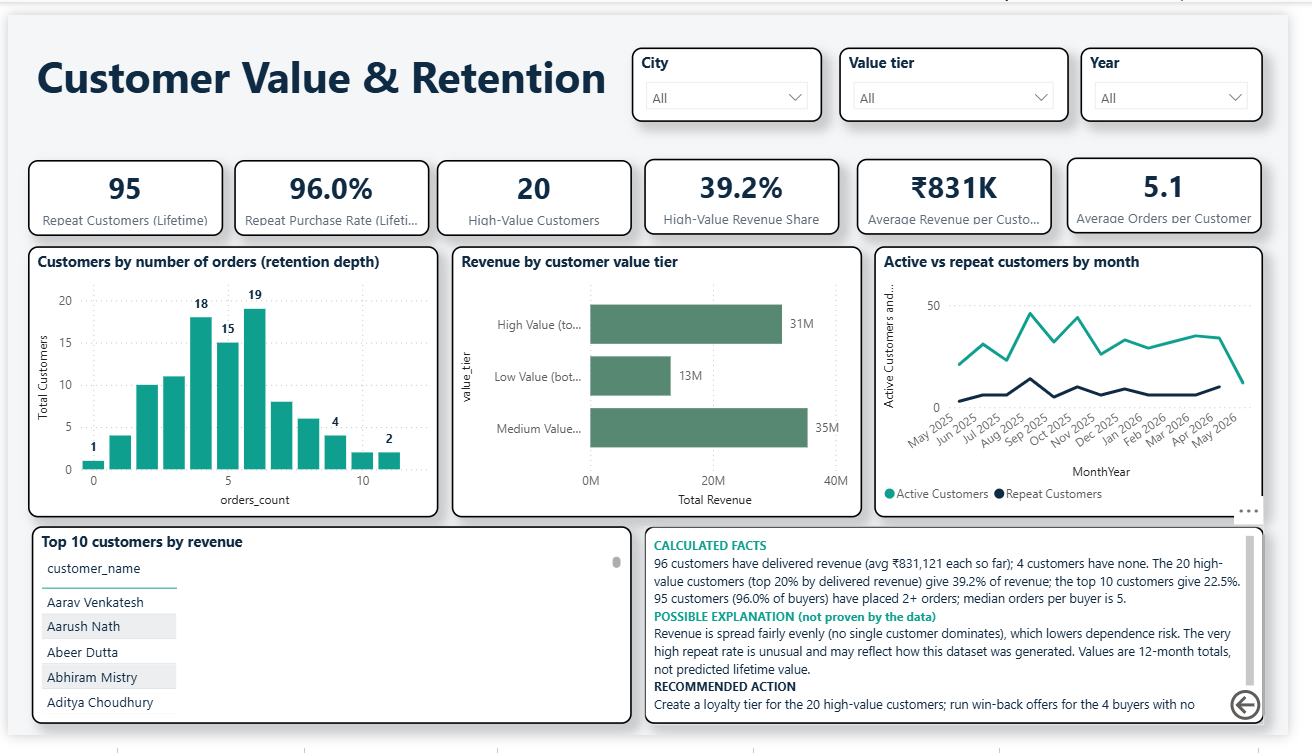 Customer Value & Retention
City
All
Value tier
All
Year
All
95
Repeat Customers (Lifetime)
96.0%
Repeat Purchase Rate (Lifeti...
20
High-Value Customers
39.2%
High-Value Revenue Share
₹831K
Average Revenue per Custo...
5.1
Average Orders per Customer
Customers by number of orders (retention depth)
Total Customers
20
15
10
5
0
1
18
15
19
4
2
0
5
10
orders_count
Revenue by customer value tier
value_tier
High Value (to...
31M
Low Value (bot...
13M
Medium Value...
35M
0M
20M
40M
Total Revenue
Active vs repeat customers by month
Active Customers and...
50
0
May 2025
Jun 2025
Jul 2025
Aug 2025
Sep 2025
Oct 2025
Nov 2025
Dec 2025
Jan 2026
Feb 2026
Mar 2026
Apr 2026
May 2026
MonthYear
Active Customers
Repeat Customers
Top 10 customers by revenue
customer_name
Aarav Venkatesh
Aarush Nath
Abeer Dutta
Abhiram Mistry
Aditya Choudhury
CALCULATED FACTS
96 customers have delivered revenue (avg ₹831,121 each so far); 4 customers have none. The 20 high-
value customers (top 20% by delivered revenue) give 39.2% of revenue; the top 10 customers give 22.5%.
95 customers (96.0% of buyers) have placed 2+ orders; median orders per buyer is 5.
POSSIBLE EXPLANATION (not proven by the data)
Revenue is spread fairly evenly (no single customer dominates), which lowers dependence risk. The very
high repeat rate is unusual and may reflect how this dataset was generated. Values are 12-month totals,
not predicted lifetime value.
RECOMMENDED ACTION
Create a loyalty tier for the 20 high-value customers; run win-back offers for the 4 buyers with no